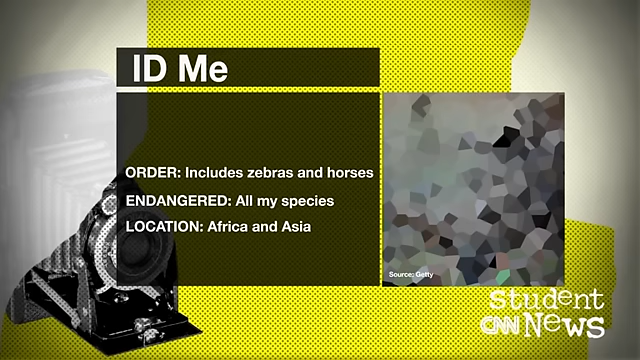 ID Me
ORDER: Includes zebras and horses
ENDANGERED: All my species
LOCATION: Africa and Asia
Source: Getty
student
CNN News